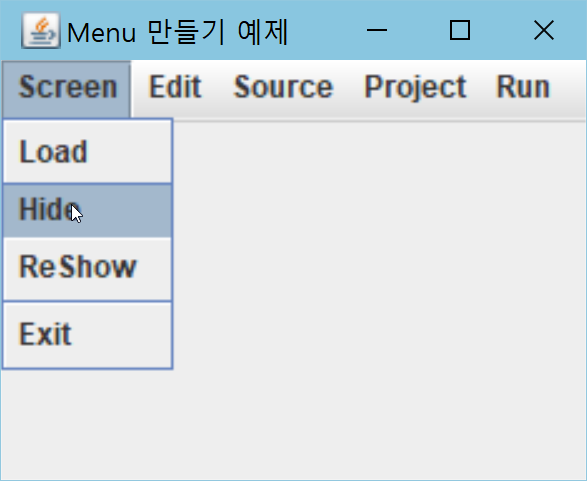 Menu 만들기 예제
Screen Edit Source Project Run
Load
Hide
ReShow
Exit